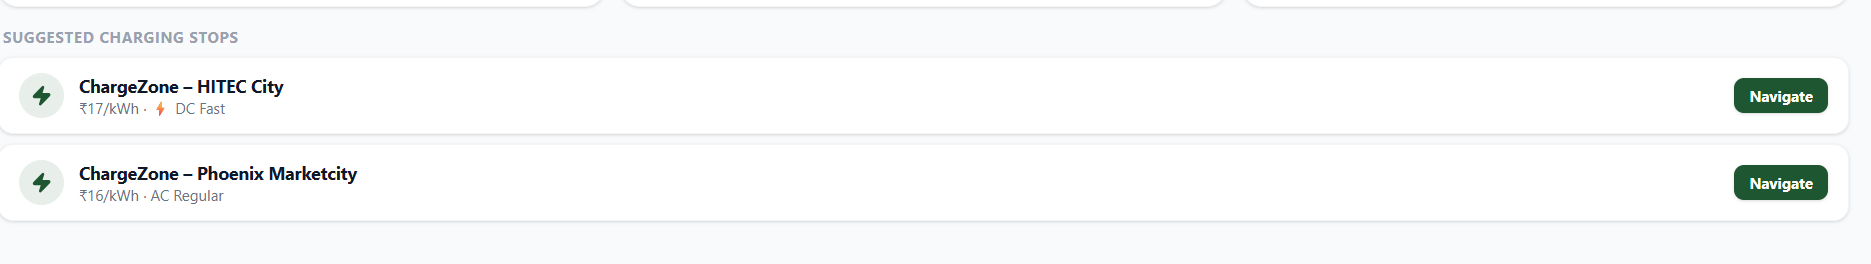 SUGGESTED CHARGING STOPS
ChargeZone – HITEC City
₹17/kWh · ⚡ DC Fast
Navigate
ChargeZone – Phoenix Marketcity
₹16/kWh · AC Regular
Navigate